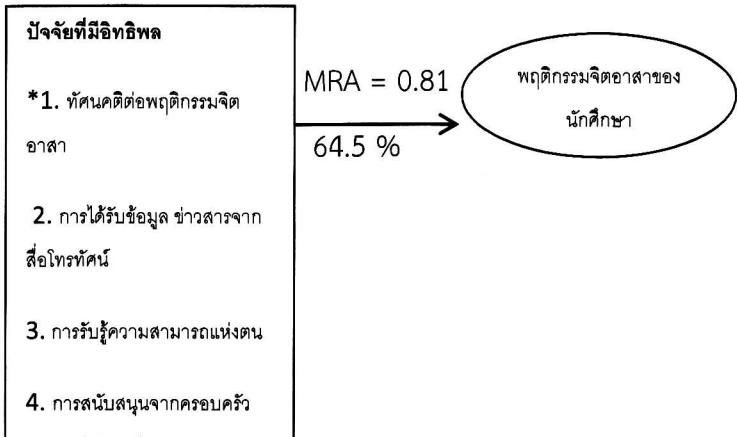 ปัจจัยที่มีอิทธิพล
*1. ทัศนคติต่อพฤติกรรมจิต
อาสา
2. การได้รับข้อมูล ข่าวสารจาก
สื่อโทรทัศน์
3. การรับรู้ความสามารถแห่งตน
4. การสนับสนุนจากครอบครัว
MRA = 0.81
64.5 %
พฤติกรรมจิตอาสาของ
นักศึกษา